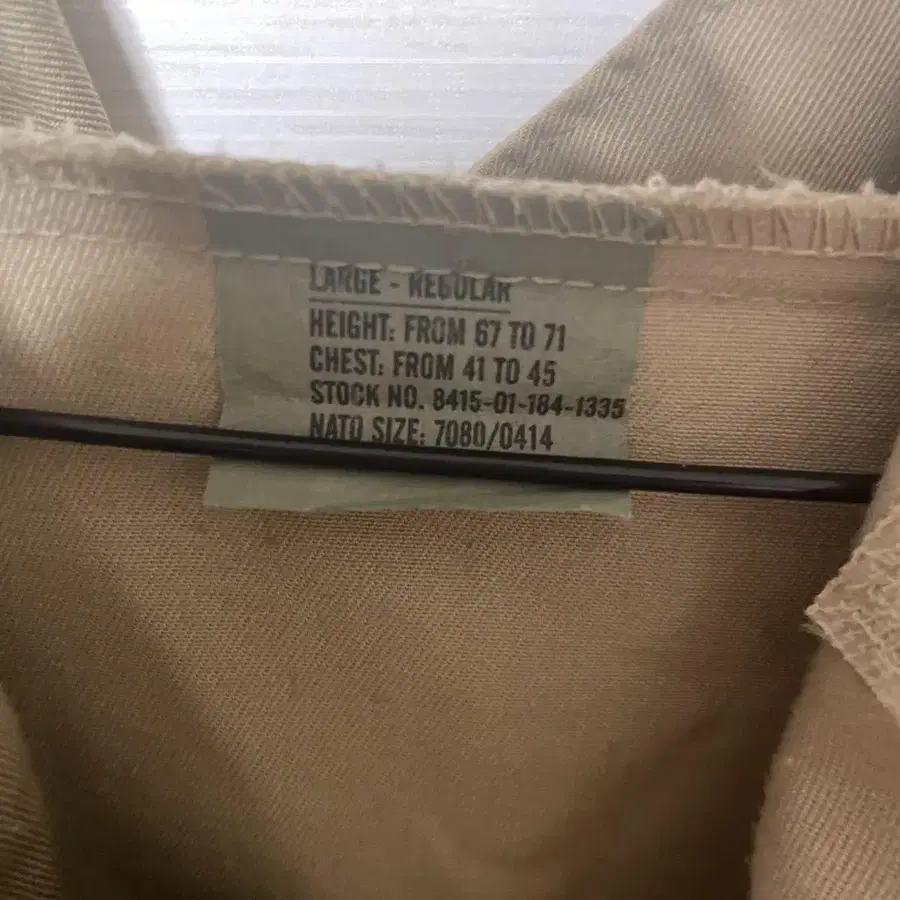 LARGE - REGULAR
HEIGHT: FROM 67 TO 71
CHEST: FROM 41 TO 45
STOCK NO. 8415-01-184-1335
NATO SIZE: 7080/0414